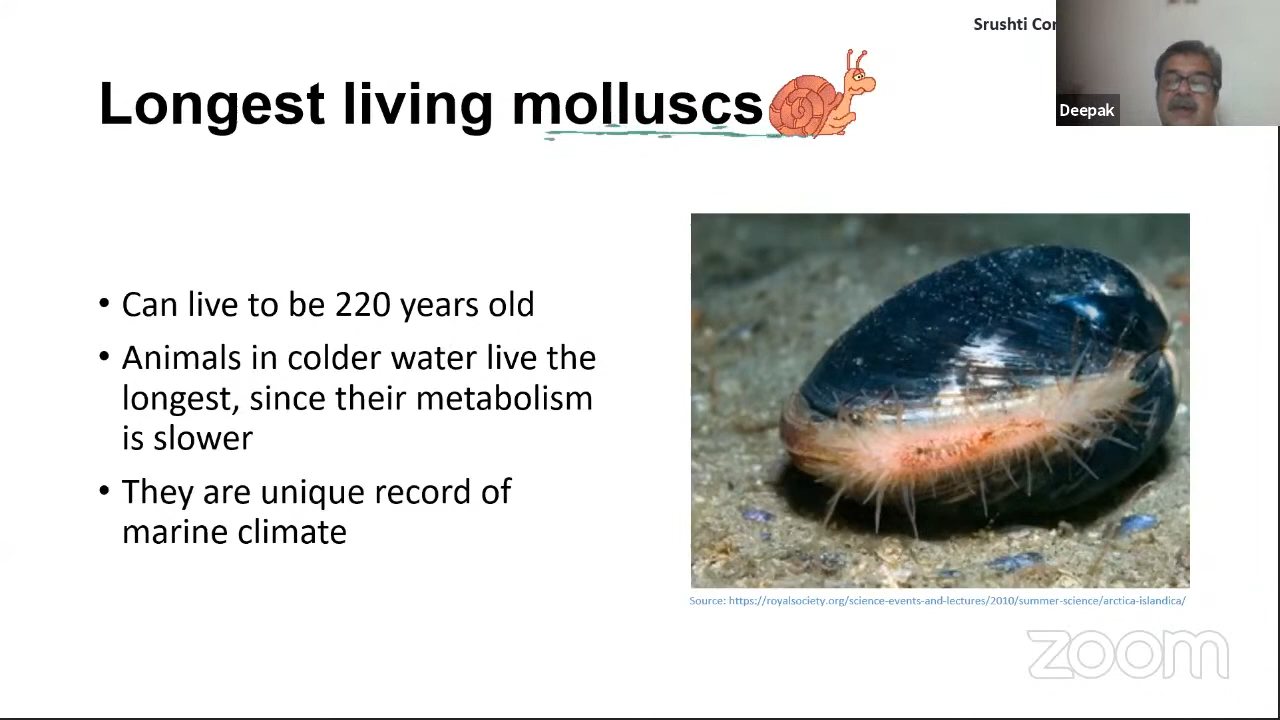 Srushti
Deepak
Longest living molluscs
• Can live to be 220 years old
• Animals in colder water live the
longest, since their metabolism
is slower
• They are unique record of
marine climate
Source: https://royalsociety.org/science-events-and-lectures/2010/summer-science/arctica-islandica/
zoom